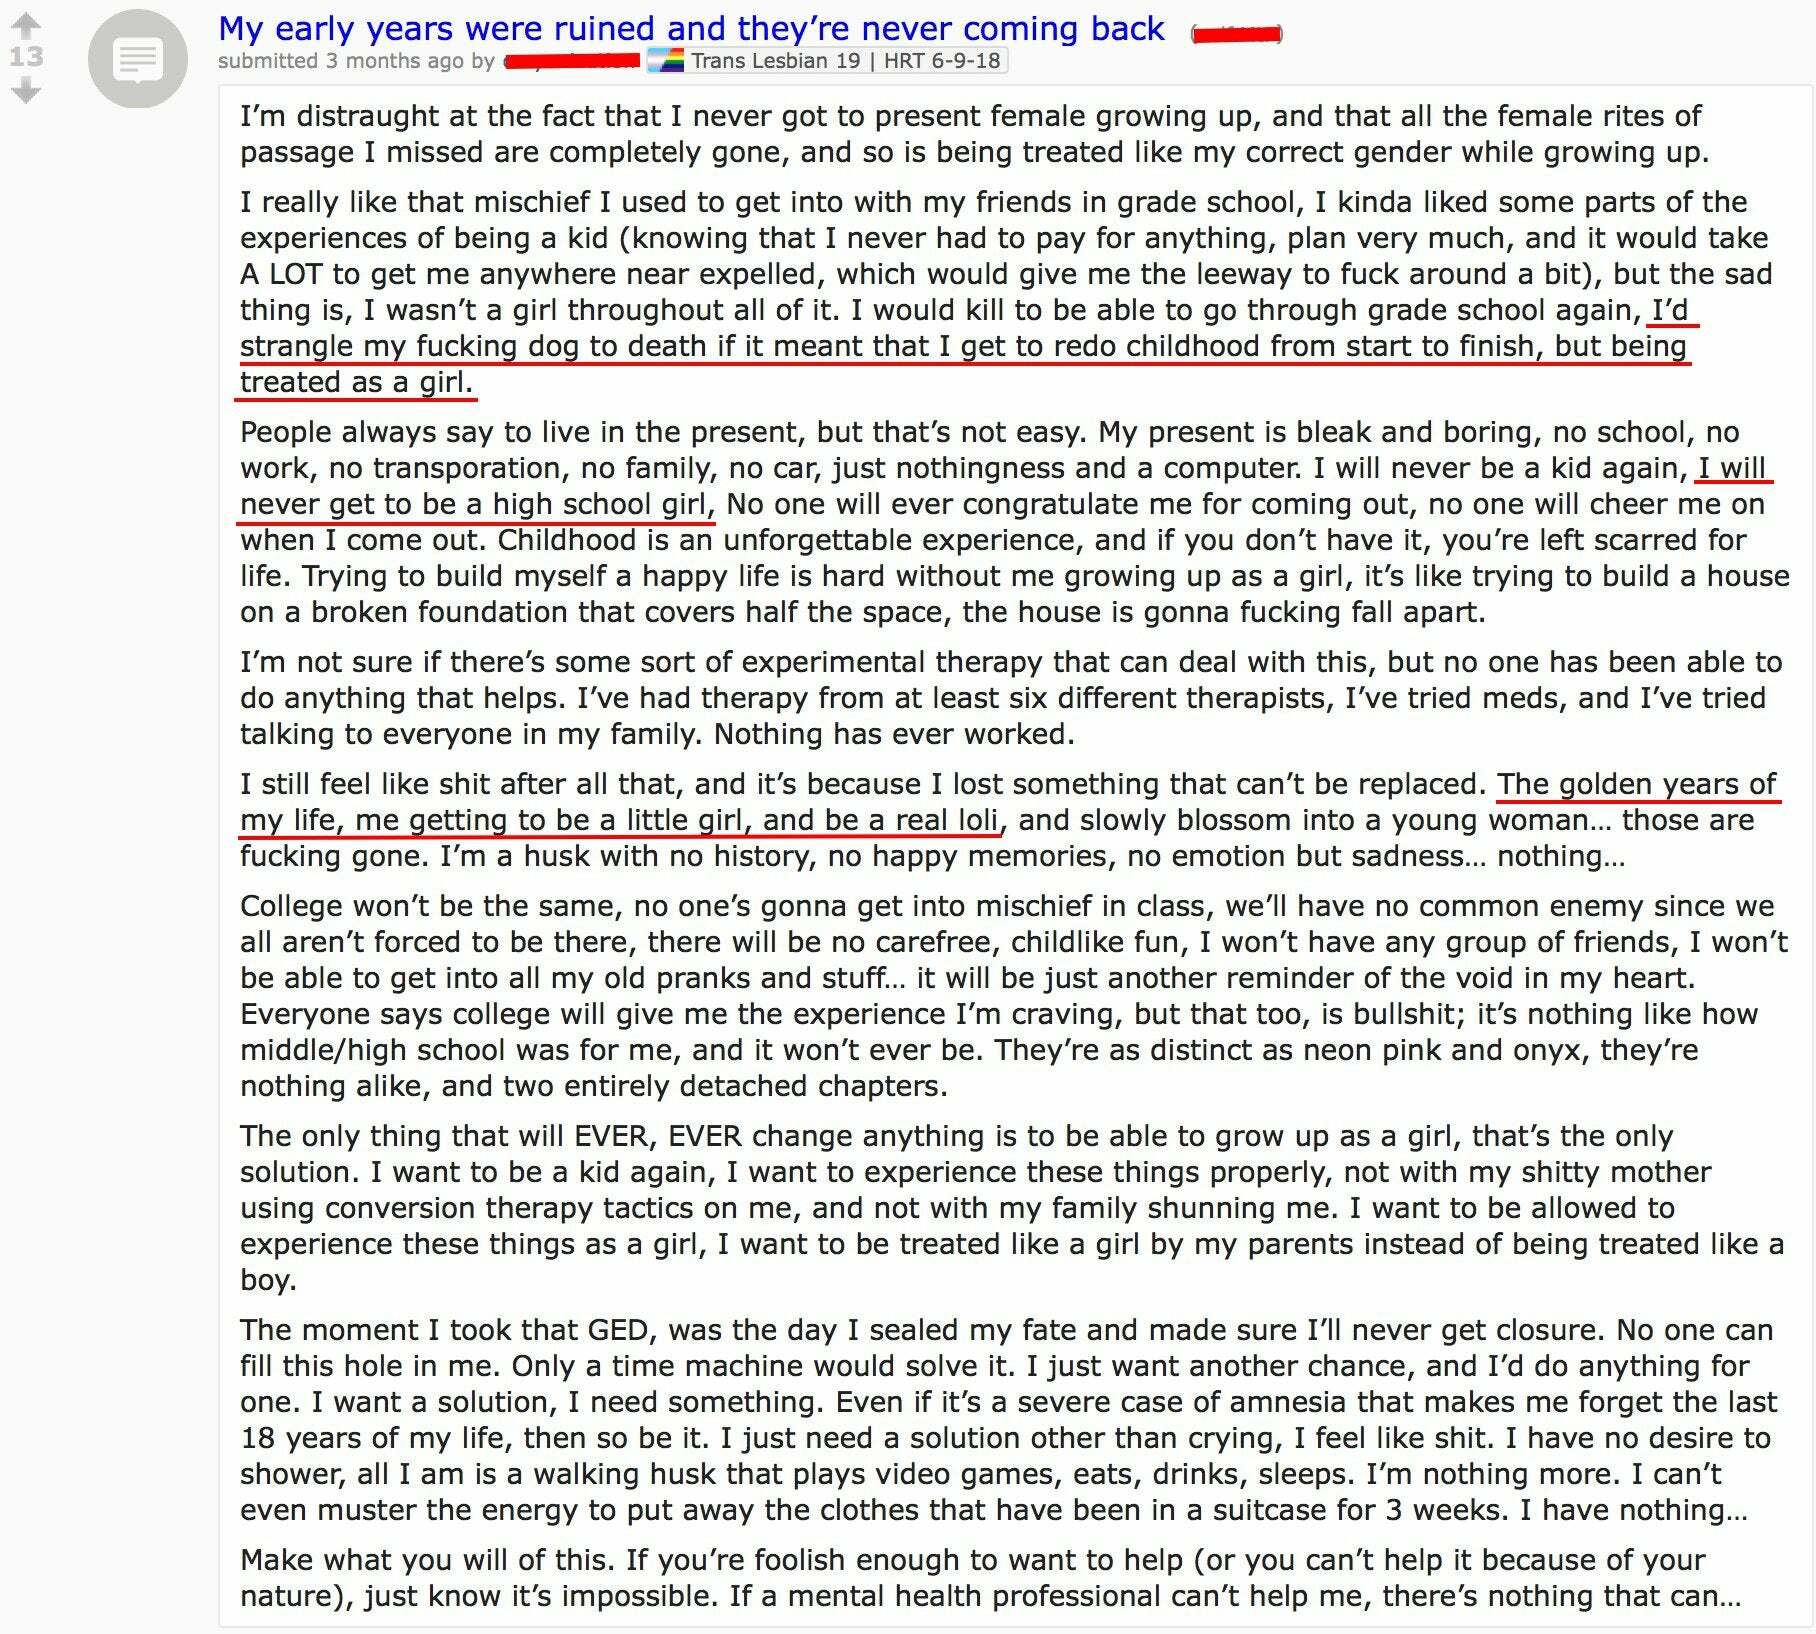 My early years were ruined and they're never coming back
13
submitted 3 months ago by
Trans Lesbian 19 | HRT 6-9-18
I'm distraught at the fact that I never got to present female growing up, and that all the female rites of
passage I missed are completely gone, and so is being treated like my correct gender while growing up.
I really like that mischief I used to get into with my friends in grade school, I kinda liked some parts of the
experiences of being a kid (knowing that I never had to pay for anything, plan very much, and it would take
A LOT to get me anywhere near expelled, which would give me the leeway to fuck around a bit), but the sad
thing is, I wasn't a girl throughout all of it. I would kill to be able to go through grade school again, I'd
strangle my fucking dog to death if it meant that I get to redo childhood from start to finish, but being
treated as a girl.
People always say to live in the present, but that's not easy. My present is bleak and boring, no school, no
work, no transporation, no family, no car, just nothingness and a computer. I will never be a kid again, I will
never get to be a high school girl, No one will ever congratulate me for coming out, no one will cheer me on
when I come out. Childhood is an unforgettable experience, and if you don't have it, you're left scarred for
life. Trying to build myself a happy life is hard without me growing up as a girl, it's like trying to build a house
on a broken foundation that covers half the space, the house is gonna fucking fall apart.
I'm not sure if there's some sort of experimental therapy that can deal with this, but no one has been able to
do anything that helps. I've had therapy from at least six different therapists, I've tried meds, and I've tried
talking to everyone in my family. Nothing has ever worked.
I still feel like shit after all that, and it's because I lost something that can't be replaced. The golden years of
my life, me getting to be a little girl, and be a real loli, and slowly blossom into a young woman... those are
fucking gone. I'm a husk with no history, no happy memories, no emotion but sadness... nothing...
College won't be the same, no one's gonna get into mischief in class, we'll have no common enemy since we
all aren't forced to be there, there will be no carefree, childlike fun, I won't have any group of friends, I won't
be able to get into all my old pranks and stuff... it will be just another reminder of the void in my heart.
Everyone says college will give me the experience I'm craving, but that too, is bullshit; it's nothing like how
middle/high school was for me, and it won't ever be. They're as distinct as neon pink and onyx, they're
nothing alike, and two entirely detached chapters.
The only thing that will EVER, EVER change anything is to be able to grow up as a girl, that's the only
solution. I want to be a kid again, I want to experience these things properly, not with my shitty mother
using conversion therapy tactics on me, and not with my family shunning me. I want to be allowed to
experience these things as a girl, I want to be treated like a girl by my parents instead of being treated like a
boy.
The moment I took that GED, was the day I sealed my fate and made sure I'll never get closure. No one can
fill this hole in me. Only a time machine would solve it. I just want another chance, and I'd do anything for
one. I want a solution, I need something. Even if it's a severe case of amnesia that makes me forget the last
18 years of my life, then so be it. I just need a solution other than crying, I feel like shit. I have no desire to
shower, all I am is a walking husk that plays video games, eats, drinks, sleeps. I'm nothing more. I can't
even muster the energy to put away the clothes that have been in a suitcase for 3 weeks. I have nothing...
Make what you will of this. If you're foolish enough to want to help (or you can't help it because of your
nature), just know it's impossible. If a mental health professional can't help me, there's nothing that can...